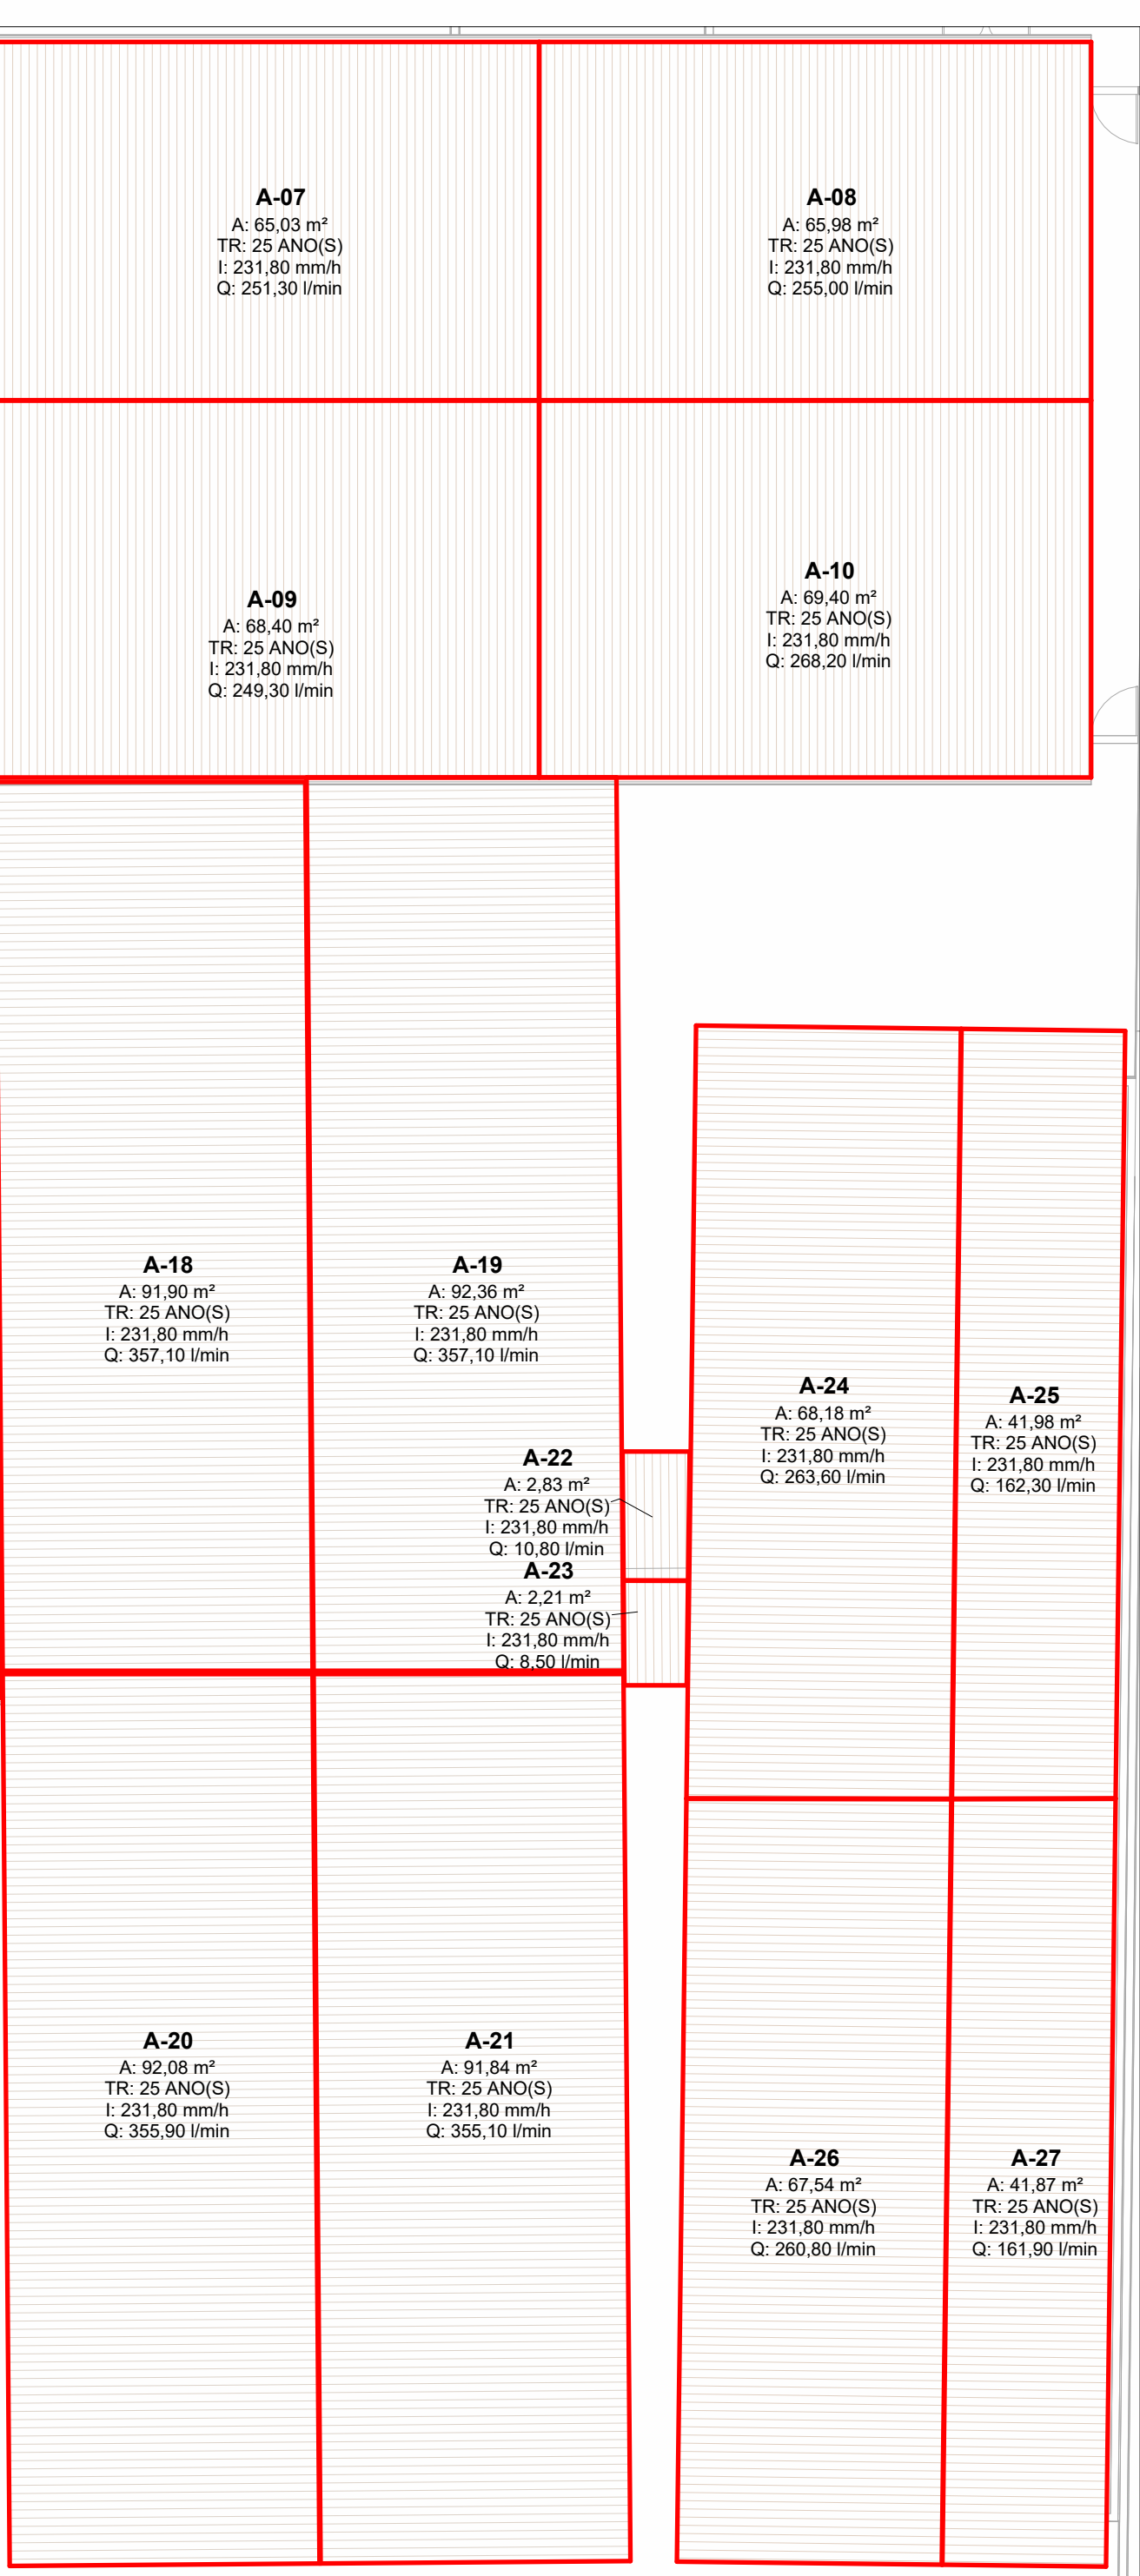 A-07
A: 65,03 m²
TR: 25 ANO(S)
I: 231,80 mm/h
Q: 251,30 l/min
A-08
A: 65,98 m²
TR: 25 ANO(S)
I: 231,80 mm/h
Q: 255,00 l/min
A-09
A: 68,40 m²
TR: 25 ANO(S)
I: 231,80 mm/h
Q: 249,30 l/min
A-10
A: 69,40 m²
TR: 25 ANO(S)
I: 231,80 mm/h
Q: 268,20 l/min
A-18
A: 91,90 m²
TR: 25 ANO(S)
I: 231,80 mm/h
Q: 357,10 l/min
A-19
A: 92,36 m²
TR: 25 ANO(S)
I: 231,80 mm/h
Q: 357,10 l/min
A-22
A: 2,83 m²
TR: 25 ANO(S)
I: 231,80 mm/h
Q: 10,80 l/min
A-23
A: 2,21 m²
TR: 25 ANO(S)
I: 231,80 mm/h
Q: 8,50 l/min
A-24
A: 68,18 m²
TR: 25 ANO(S)
I: 231,80 mm/h
Q: 263,60 l/min
A-25
A: 41,98 m²
TR: 25 ANO(S)
I: 231,80 mm/h
Q: 162,30 l/min
A-20
A: 92,08 m²
TR: 25 ANO(S)
I: 231,80 mm/h
Q: 355,90 l/min
A-21
A: 91,84 m²
TR: 25 ANO(S)
I: 231,80 mm/h
Q: 355,10 l/min
A-26
A: 67,54 m²
TR: 25 ANO(S)
I: 231,80 mm/h
Q: 260,80 l/min
A-27
A: 41,87 m²
TR: 25 ANO(S)
I: 231,80 mm/h
Q: 161,90 l/min